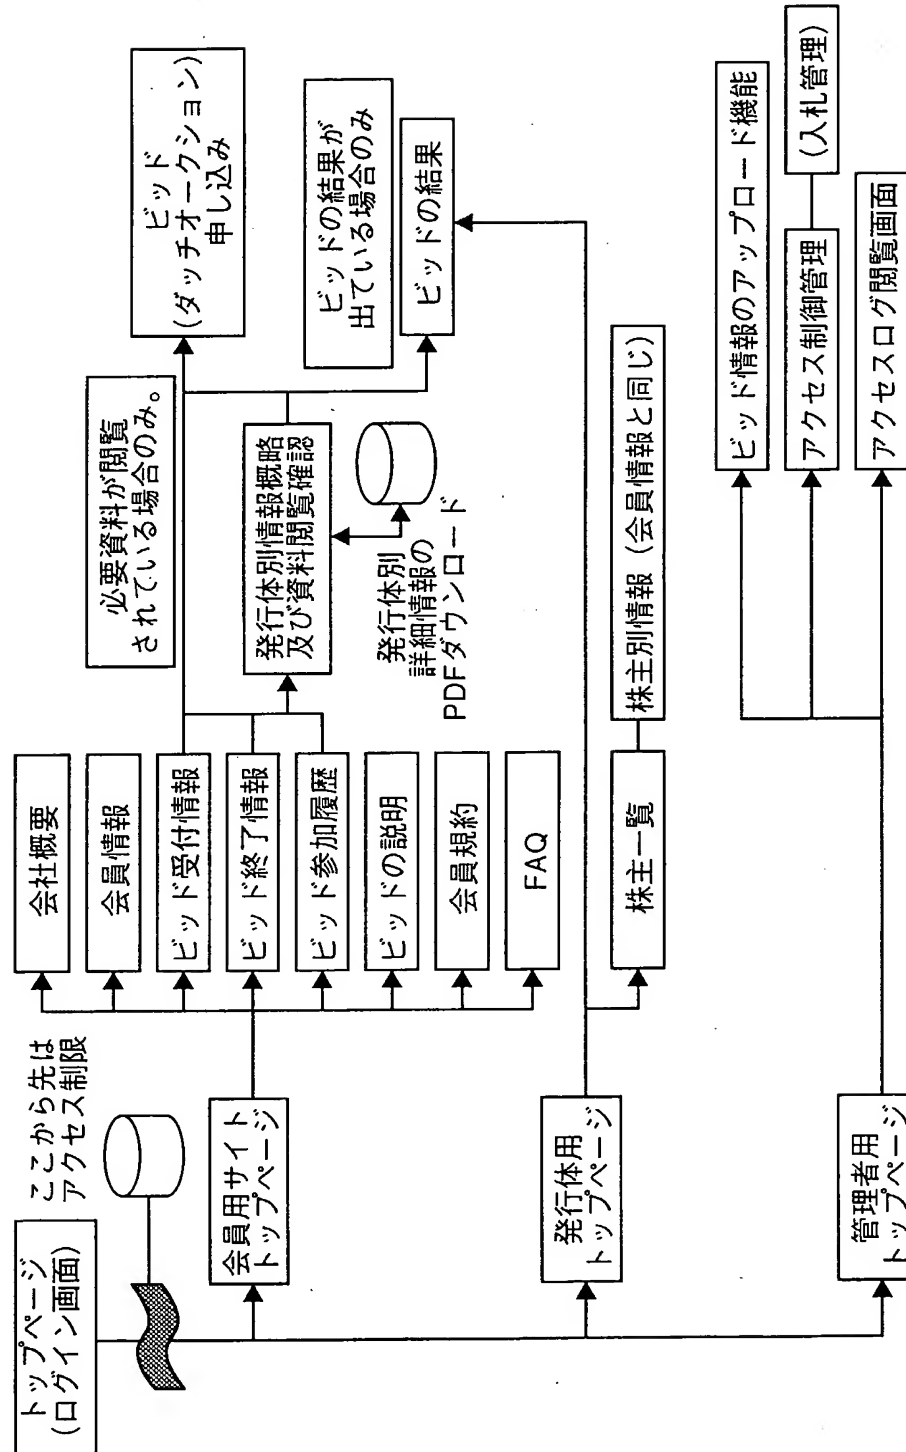 トップページ
(ログイン画面)
ここから先は
アクセス制限
会員用サイト
トップページ
会社概要
会員情報
ビッド受付情報
ビッド終了情報
ビッド参加履歴
ビッドの説明
会員規約
FAQ
必要資料が閲覧
されている場合のみ。
ビッド
(ダッチオークション)
申し込み
発行体別情報概略
及び資料閲覧確認
発行体別
詳細情報の
PDFダウンロード
ビッドの結果が
出ている場合のみ
ビッドの結果
発行体用
トップページ
株主一覧
株主別情報(会員情報と同じ)
管理者用
トップページ
ビッド情報のアップロード機能
アクセス制御管理
(入札管理)
アクセスログ閲覧画面